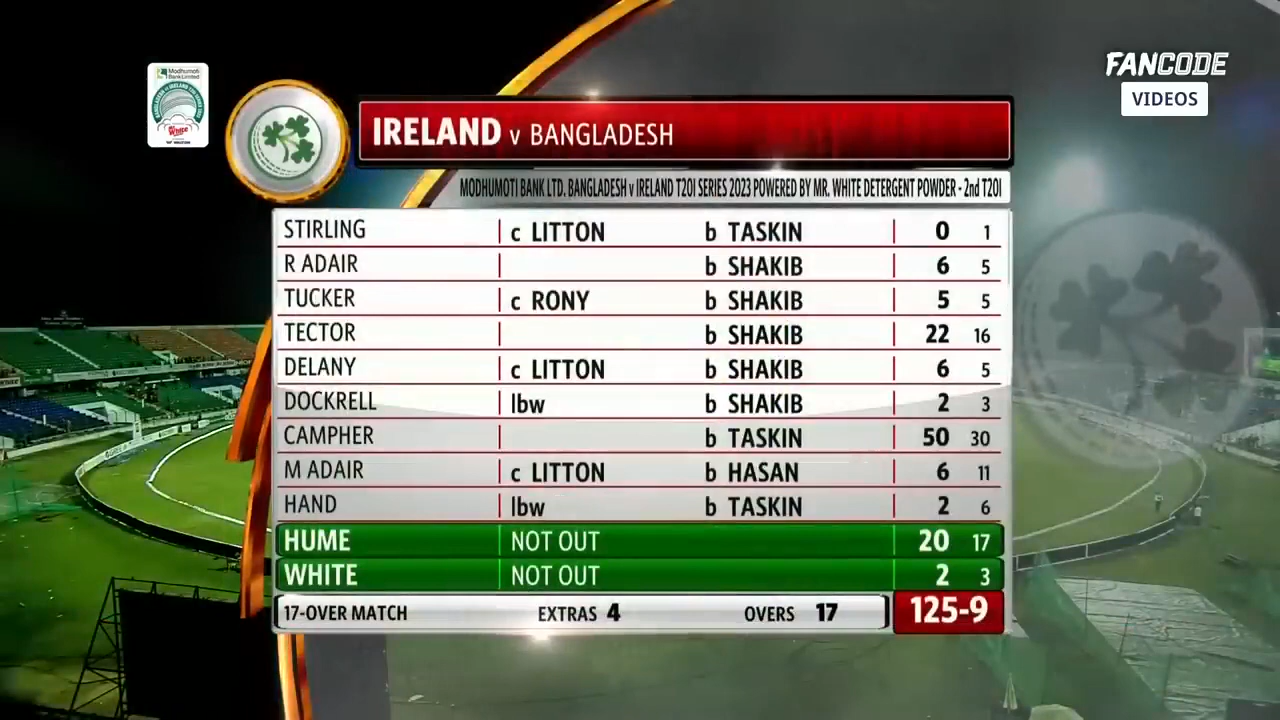 Modhumoti
Bank Limited
White
FANCODE
VIDEOS
IRELAND v BANGLADESH
MODHUMOTI BANK LTD. BANGLADESH v IRELAND T20I SERIES 2023 POWERED BY MR. WHITE DETERGENT POWDER - 2nd T20I
STIRLING c LITTON b TASKIN 0 1
R ADAIR b SHAKIB 6 5
TUCKER c RONY b SHAKIB 5 5
TECTOR b SHAKIB 22 16
DELANY c LITTON b SHAKIB 6 5
DOCKRELL lbw b SHAKIB 2 3
CAMPHER b TASKIN 50 30
M ADAIR c LITTON b HASAN 6 11
HAND lbw b TASKIN 2 6
HUME NOT OUT 20 17
WHITE NOT OUT 2 3
17-OVER MATCH EXTRAS 4 OVERS 17 125-9